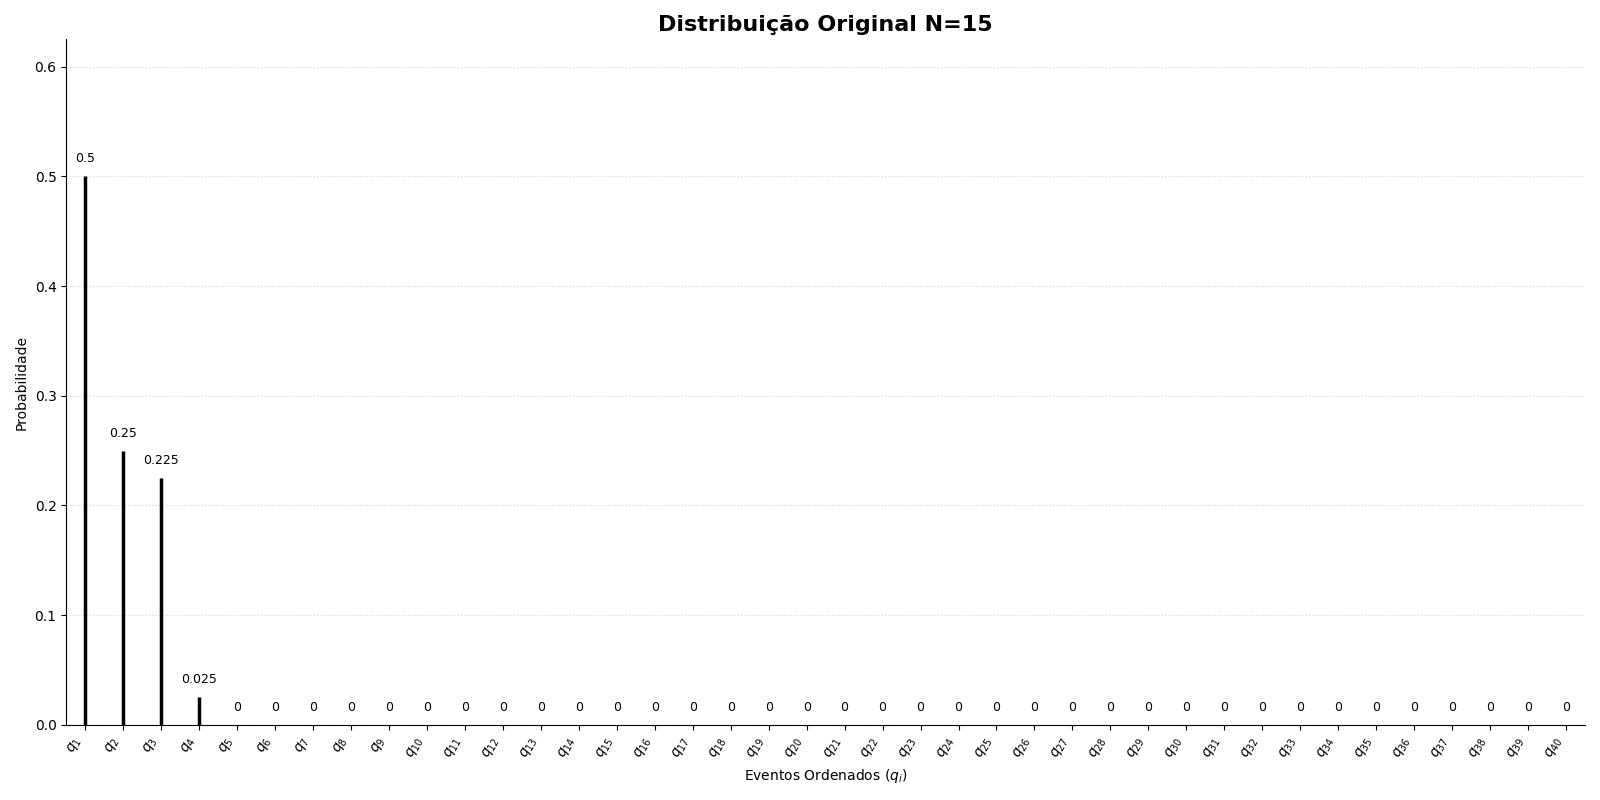 Distribuição Original N=15
0.6
0.5
0.4
0.3
0.2
0.1
0.0
Probabilidade
0.5
0.25
0.225
0.025
0 0 0 0 0 0 0 0 0 0 0 0 0 0 0 0 0 0 0 0 0 0 0 0 0 0 0 0 0 0 0 0 0 0 0 0
q1 q2 q3 q4 q5 q6 q7 q8 q9 q10 q11 q12 q13 q14 q15 q16 q17 q18 q19 q20 q21 q22 q23 q24 q25 q26 q27 q28 q29 q30 q31 q32 q33 q34 q35 q36 q37 q38 q39 q40
Eventos Ordenados (qi)